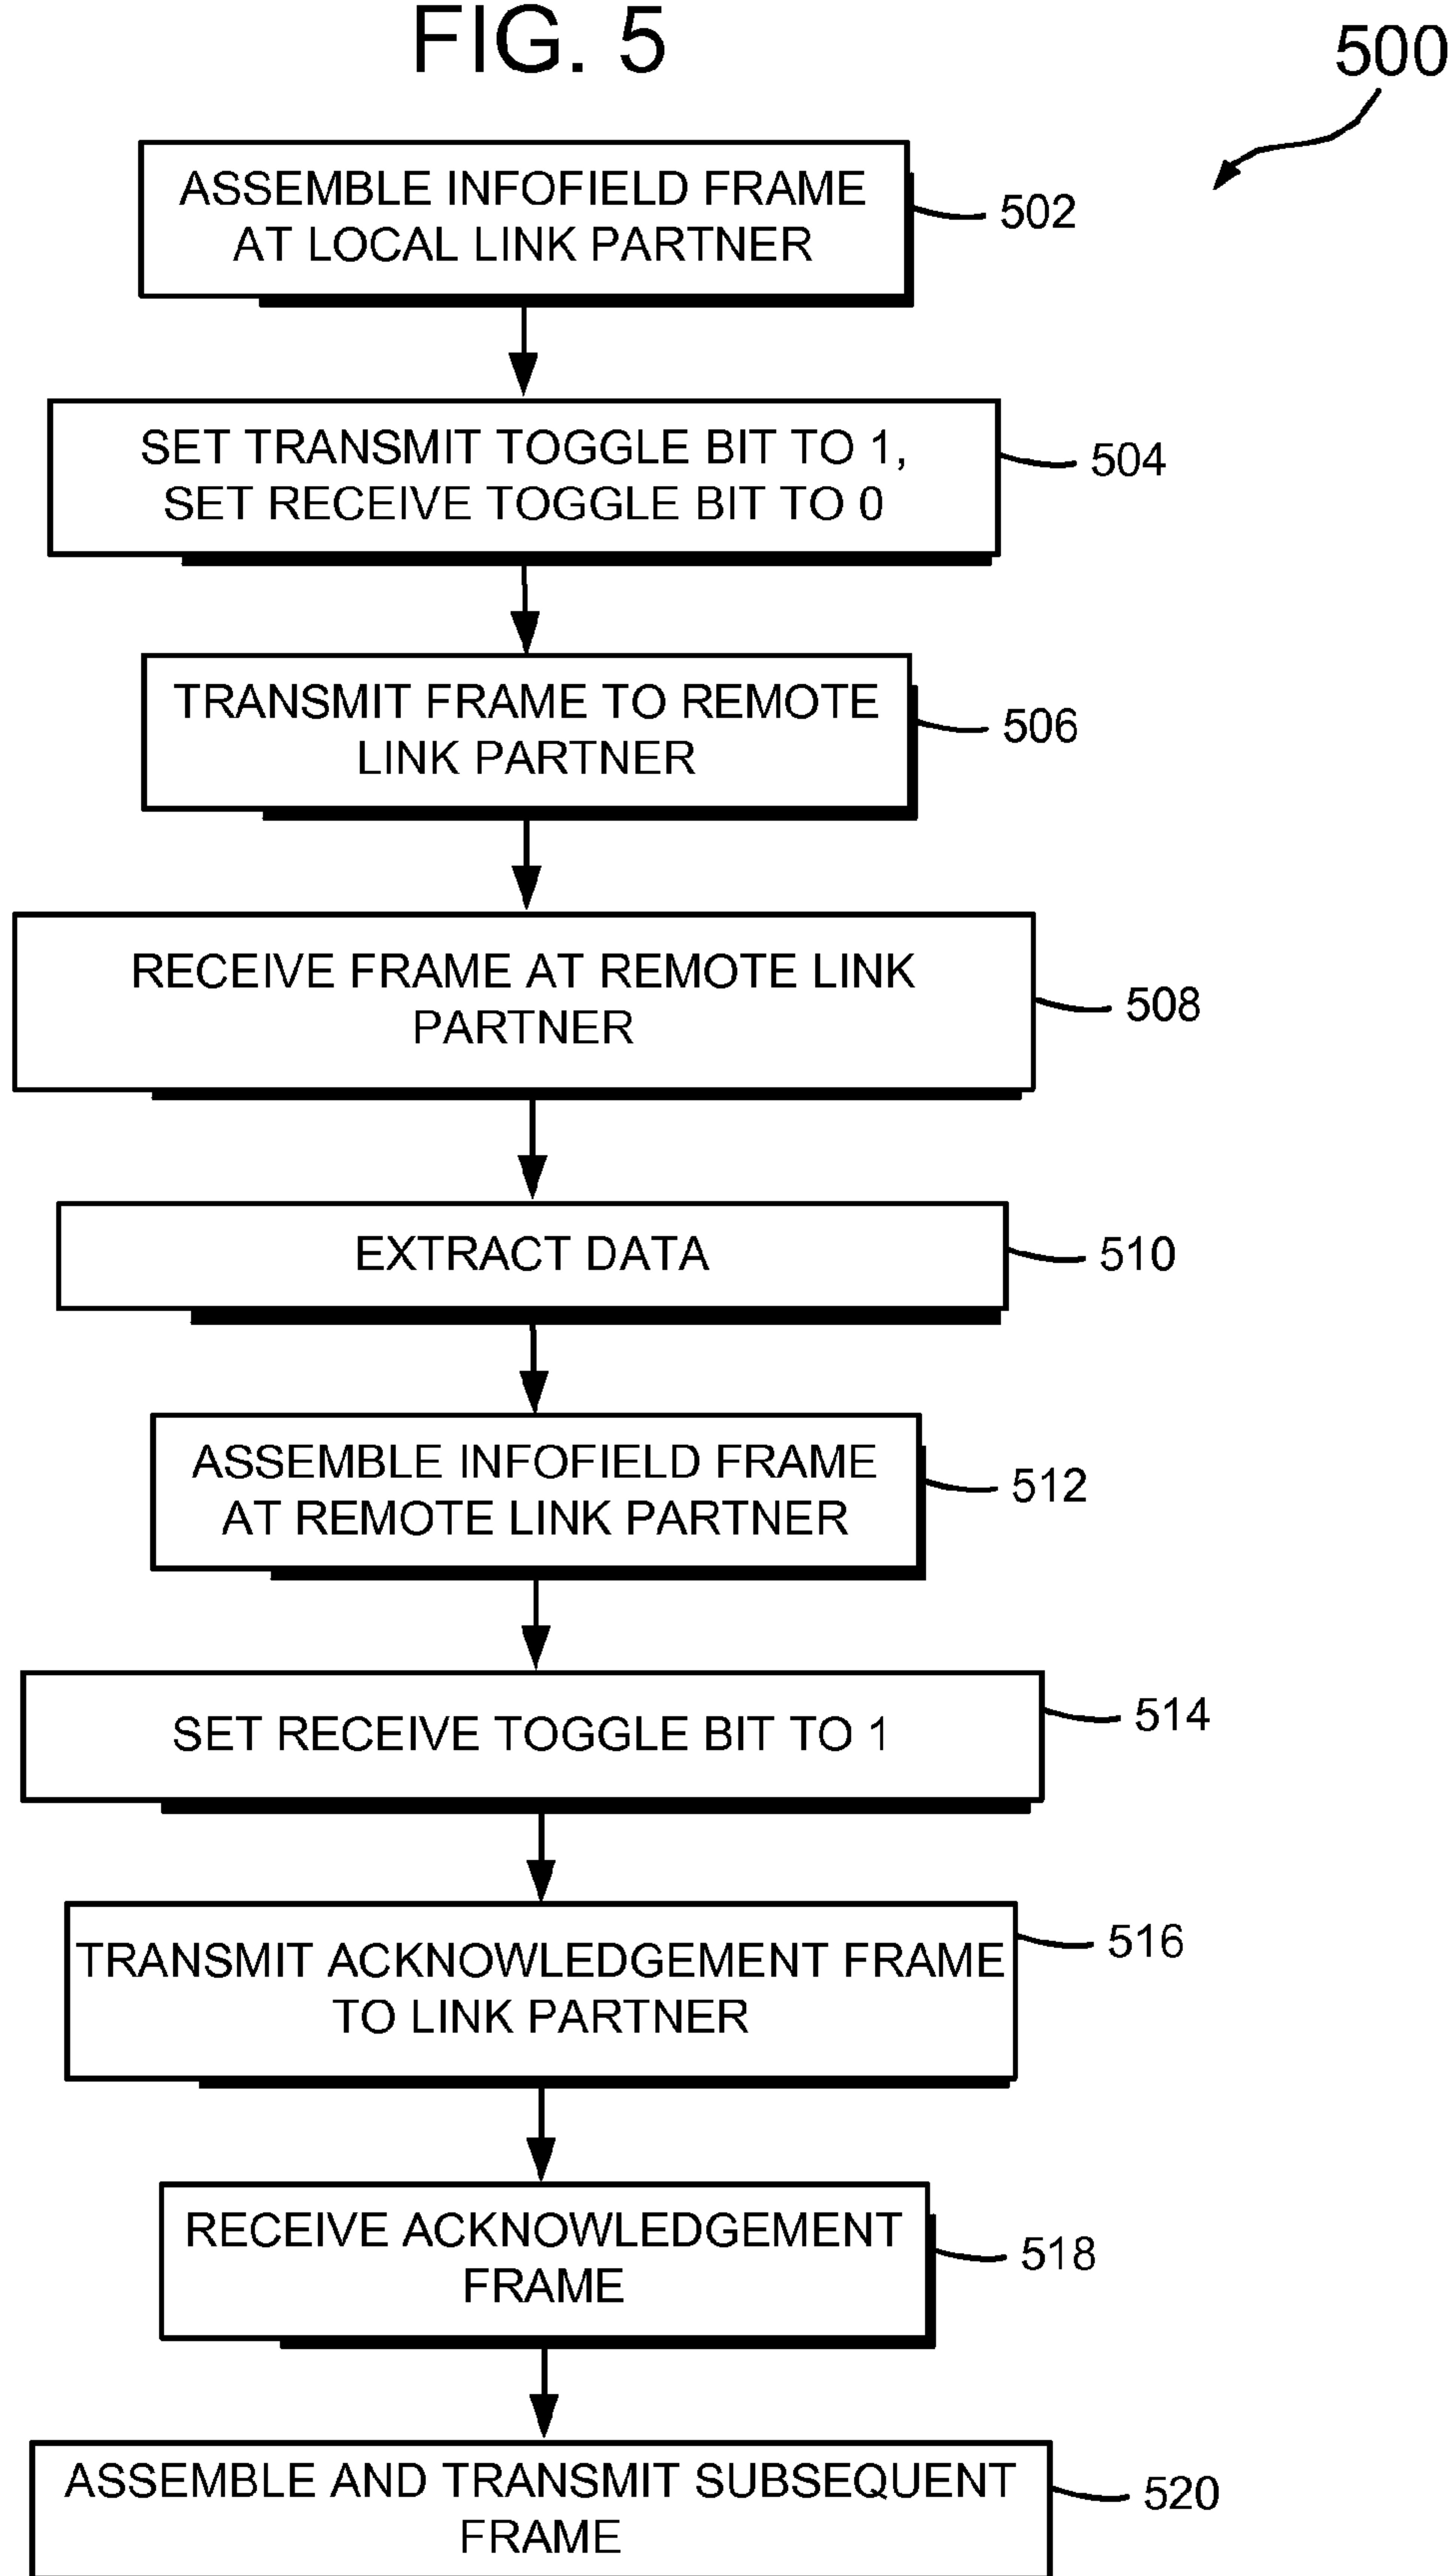 FIG. 5
500
ASSEMBLE INFOFIELD FRAME
AT LOCAL LINK PARTNER
502
SET TRANSMIT TOGGLE BIT TO 1,
SET RECEIVE TOGGLE BIT TO 0
504
TRANSMIT FRAME TO REMOTE
LINK PARTNER
506
RECEIVE FRAME AT REMOTE LINK
PARTNER
508
EXTRACT DATA
510
ASSEMBLE INFOFIELD FRAME
AT REMOTE LINK PARTNER
512
SET RECEIVE TOGGLE BIT TO 1
514
TRANSMIT ACKNOWLEDGEMENT FRAME
TO LINK PARTNER
516
RECEIVE ACKNOWLEDGEMENT
FRAME
518
ASSEMBLE AND TRANSMIT SUBSEQUENT
FRAME
520